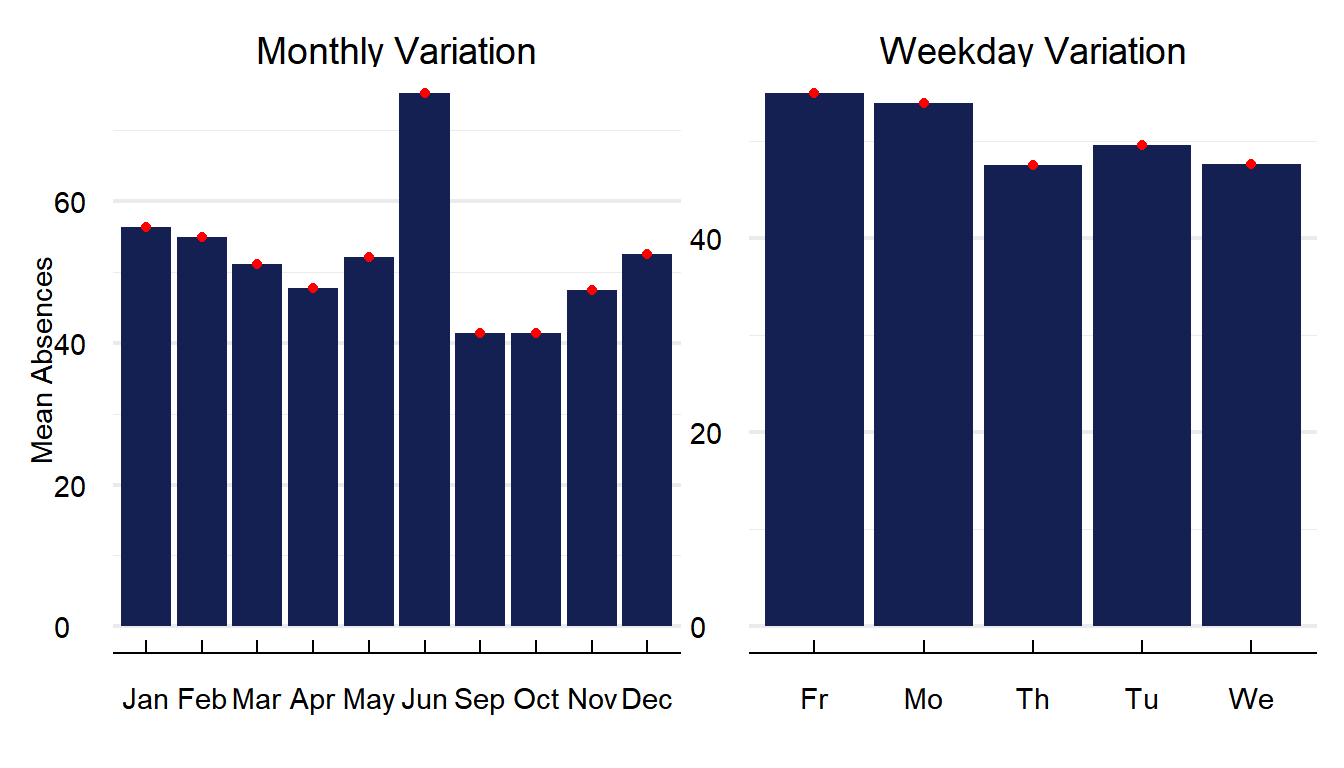 Monthly Variation
Mean Absences
60
40
20
0
Jan Feb Mar Apr May Jun Sep Oct Nov Dec
Weekday Variation
40
20
0
Fr Mo Th Tu We